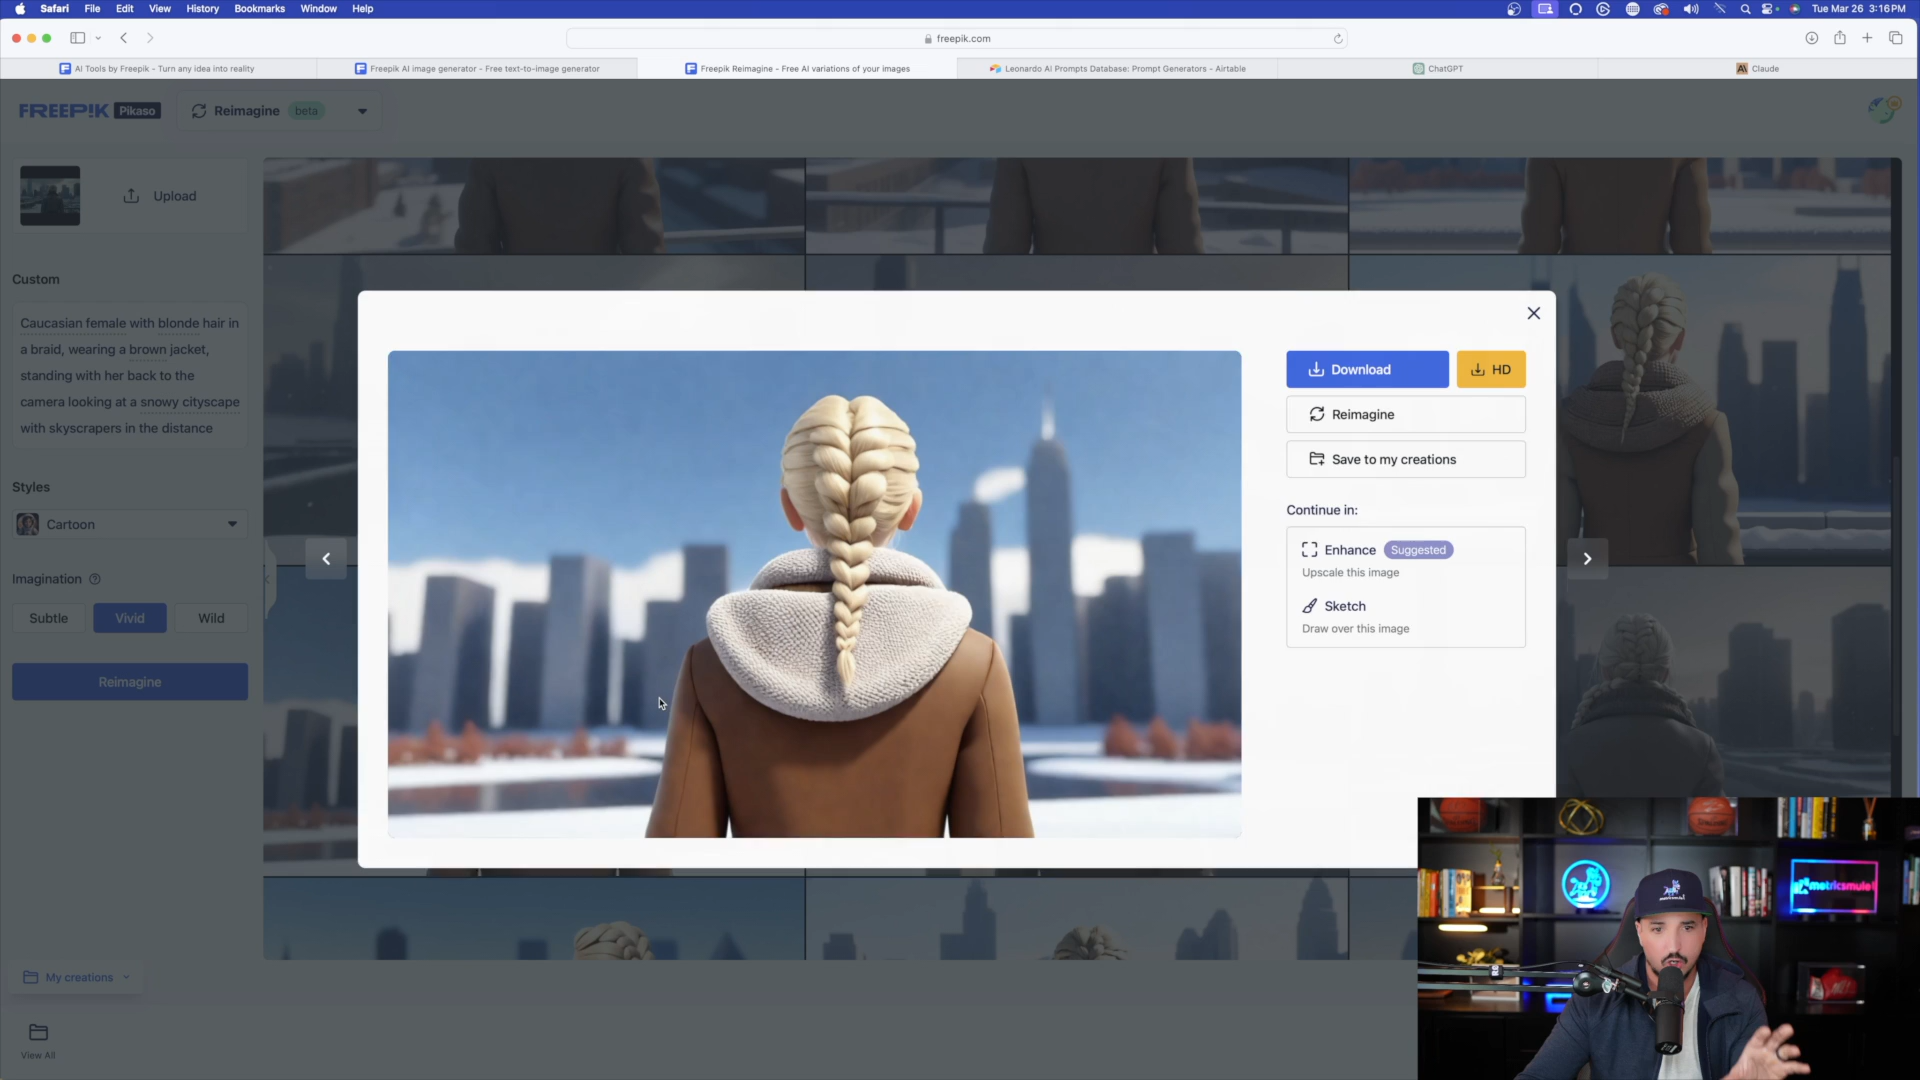 Safari File Edit View History Bookmarks Window Help
Tue Mar 26 3:16 PM
freepik.com
AI Tools by Freepik - Turn any idea into reality
Freepik AI image generator - Free text-to-image generator
Freepik Reimagine - Free AI variations of your images
Leonardo AI Prompts Database: Prompt Generators - Airtable
ChatGPT
Claude
FREEPIK Pikaso
Reimagine beta
Upload
Custom
Caucasian female with blonde hair in
a braid, wearing a brown jacket,
standing with her back to the
camera looking at a snowy cityscape
with skyscrapers in the distance
Styles
Cartoon
Imagination
Subtle
Vivid
Wild
Reimagine
My creations
View All
Download
HD
Reimagine
Save to my creations
Continue in:
Enhance Suggested
Upscale this image
Sketch
Draw over this image
metricsmule